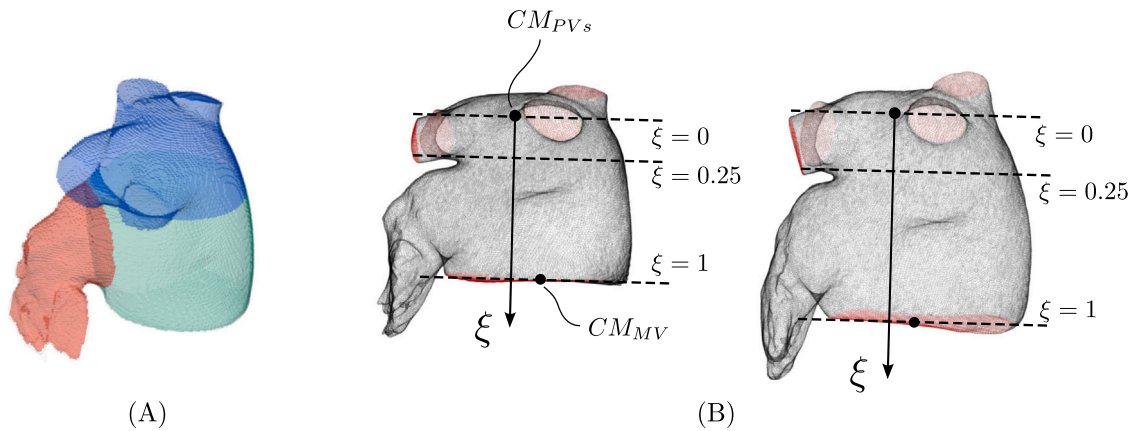 CM_{PVs}
ξ = 0
ξ = 0.25
ξ = 1
ξ
CM_{MV}
ξ = 0
ξ = 0.25
ξ = 1
ξ
(A)
(B)